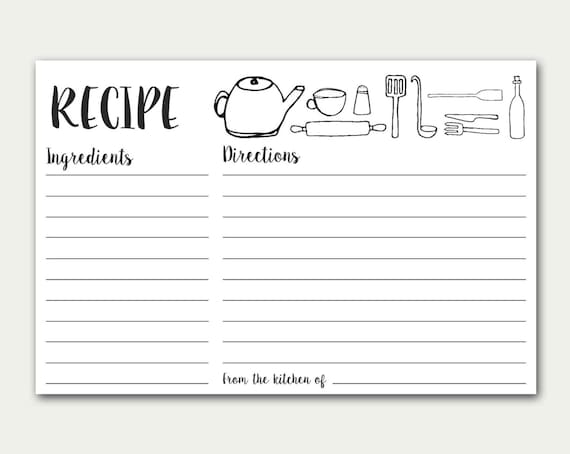 RECIPE
Ingredients
Directions
From the kitchen of